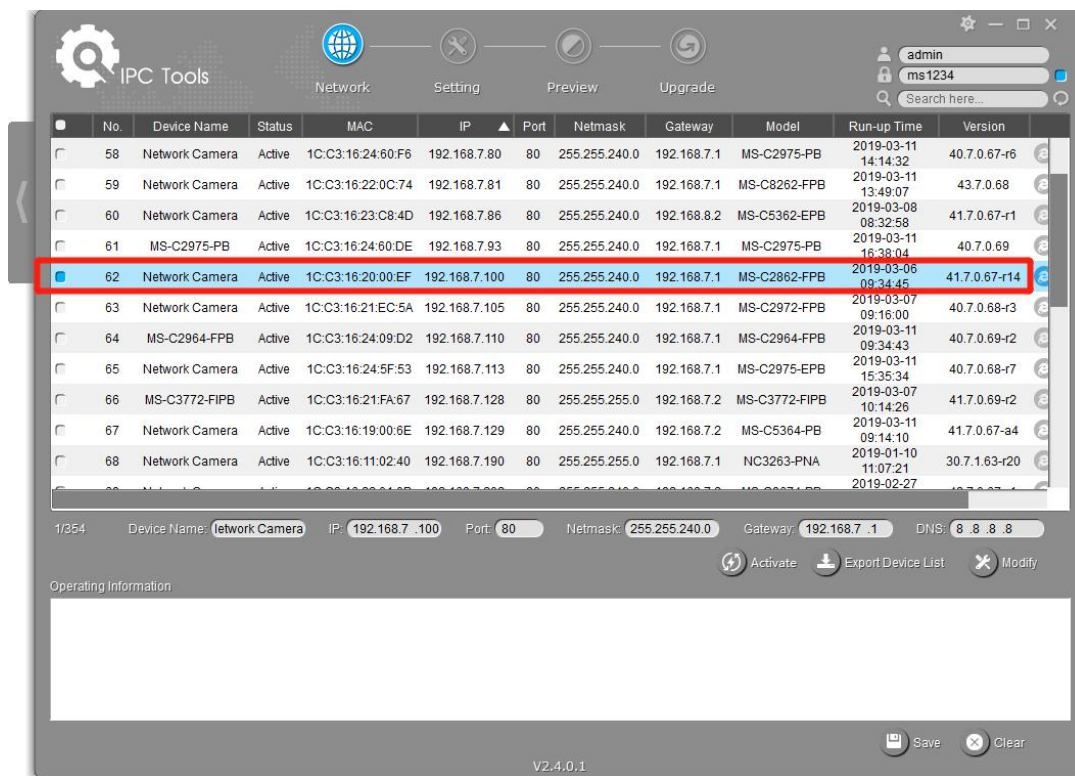 IPC Tools
Network Setting Preview Upgrade
admin
ms1234
Search here...
No. Device Name Status MAC IP Port Netmask Gateway Model Run-up Time Version
58 Network Camera Active 1C:C3:16:24:60:F6 192.168.7.80 80 255.255.240.0 192.168.7.1 MS-C2975-PB 2019-03-11 14:14:32 40.7.0.67-r6
59 Network Camera Active 1C:C3:16:22:0C:74 192.168.7.81 80 255.255.240.0 192.168.7.1 MS-C8262-FPB 2019-03-11 13:49:07 43.7.0.68
60 Network Camera Active 1C:C3:16:23:C8:4D 192.168.7.86 80 255.255.240.0 192.168.8.2 MS-C5362-EPB 2019-03-08 08:32:58 41.7.0.67-r1
61 MS-C2975-PB Active 1C:C3:16:24:60:DE 192.168.7.93 80 255.255.240.0 192.168.7.1 MS-C2975-PB 2019-03-11 16:38:04 40.7.0.69
62 Network Camera Active 1C:C3:16:20:00:EF 192.168.7.100 80 255.255.240.0 192.168.7.1 MS-C2862-FPB 2019-03-06 09:34:45 41.7.0.67-r14
63 Network Camera Active 1C:C3:16:21:EC:5A 192.168.7.105 80 255.255.240.0 192.168.7.1 MS-C2972-FPB 2019-03-07 09:16:00 40.7.0.68-r3
64 MS-C2964-FPB Active 1C:C3:16:24:09:D2 192.168.7.110 80 255.255.240.0 192.168.7.1 MS-C2964-FPB 2019-03-11 09:34:43 40.7.0.69-r2
65 Network Camera Active 1C:C3:16:24:5F:53 192.168.7.113 80 255.255.240.0 192.168.7.1 MS-C2975-EPB 2019-03-11 15:35:34 40.7.0.68-r7
66 MS-C3772-FIPB Active 1C:C3:16:21:FA:67 192.168.7.128 80 255.255.255.0 192.168.7.2 MS-C3772-FIPB 2019-03-07 10:14:26 41.7.0.69-r2
67 Network Camera Active 1C:C3:16:19:00:6E 192.168.7.129 80 255.255.240.0 192.168.7.2 MS-C5364-PB 2019-03-11 09:14:10 41.7.0.67-a4
68 Network Camera Active 1C:C3:16:11:02:40 192.168.7.190 80 255.255.255.0 192.168.7.1 NC3263-PNA 2019-01-10 11:07:21 30.7.1.63-r20
2019-02-27
1/354 Device Name: letwork Camera IP: 192.168.7 .100 Port: 80 Netmask: 255.255.240.0 Gateway: 192.168.7 .1 DNS: 8 .8 .8 .8
Activate Export Device List Modify
Operating Information
Save Clear
V2.4.0.1